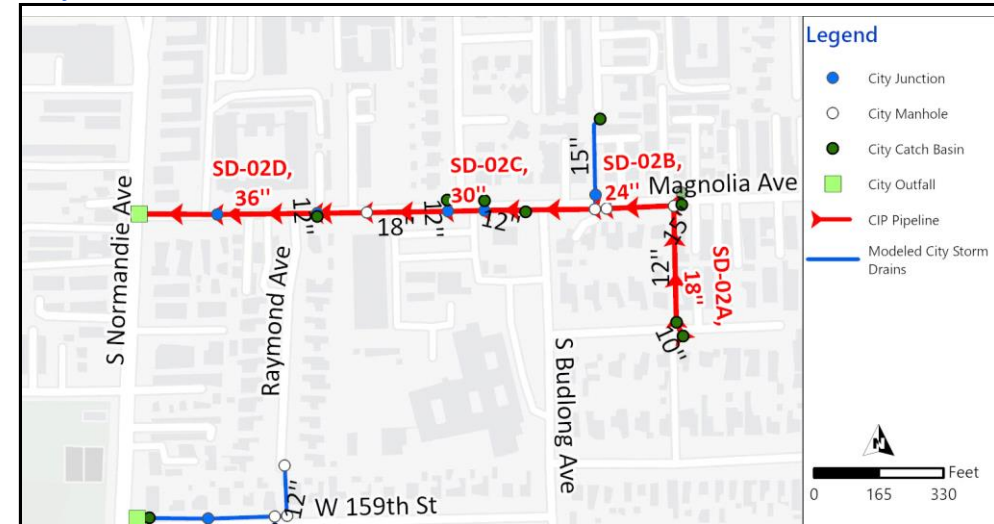 SD-02D,
36"
SD-02C,
30"
SD-02B,
24"
15"
Magnolia Ave
12"
18"
12"
12"
15"
12"
SD-02A,
18"
10"
S Normandie Ave
Raymond Ave
S Budlong Ave
12"
W 159th St
Legend
City Junction
City Manhole
City Catch Basin
City Outfall
CIP Pipeline
Modeled City Storm
Drains
N
Feet
0 165 330